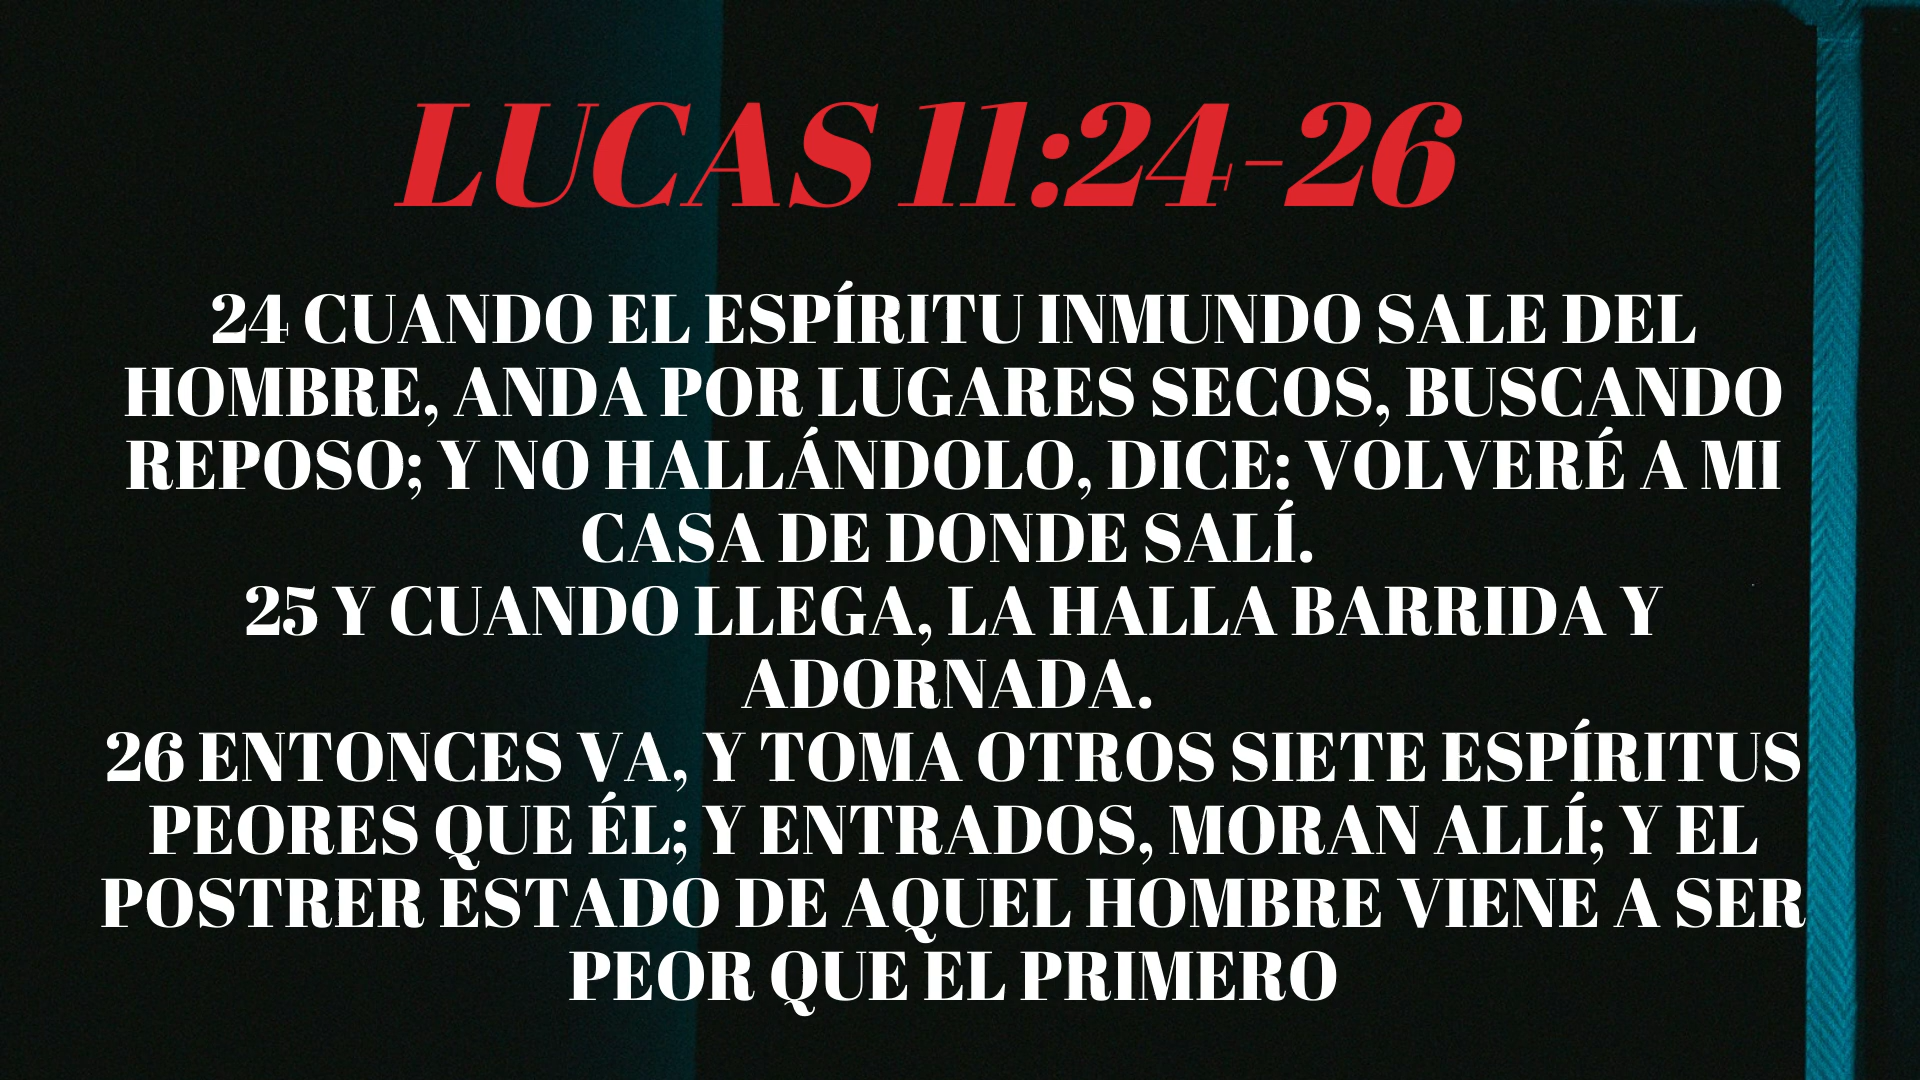 LUCAS 11:24-26
24 CUANDO EL ESPÍRITU INMUNDO SALE DEL
HOMBRE, ANDA POR LUGARES SECOS, BUSCANDO
REPOSO; Y NO HALLÁNDOLO, DICE: VOLVERÉ A MI
CASA DE DONDE SALÍ.
25 Y CUANDO LLEGA, LA HALLA BARRIDA Y
ADORNADA.
26 ENTONCES VA, Y TOMA OTROS SIETE ESPÍRITUS
PEORES QUE ÉL; Y ENTRADOS, MORAN ALLÍ; Y EL
POSTRER ESTADO DE AQUEL HOMBRE VIENE A SER
PEOR QUE EL PRIMERO